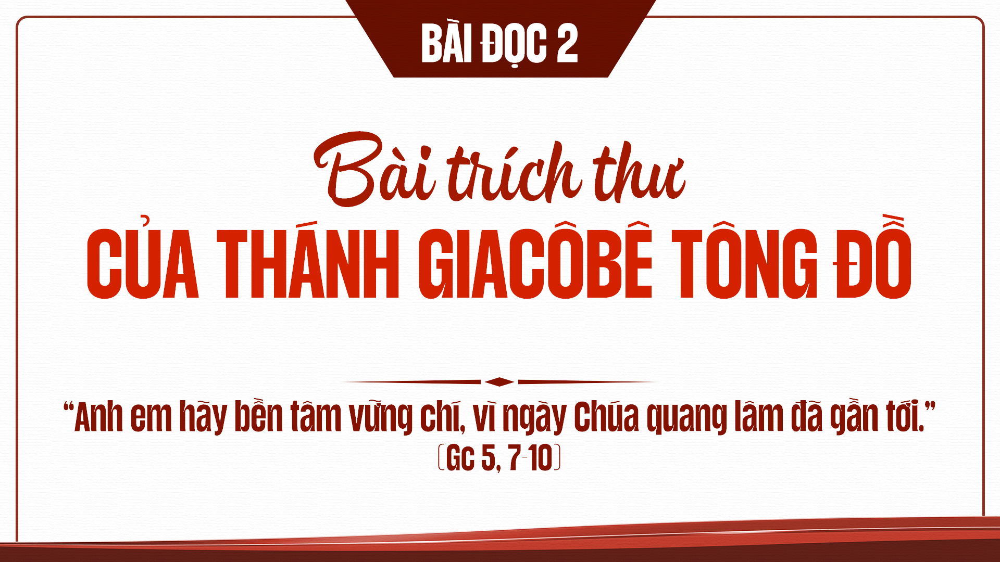 BÀI ĐỌC 2
Bài trích thư
CỦA THÁNH GIACÔBÊ TÔNG ĐỒ
“Anh em hãy bền tâm vững chí, vì ngày Chúa quang lâm đã gần tới.”
(Gc 5, 7-10)